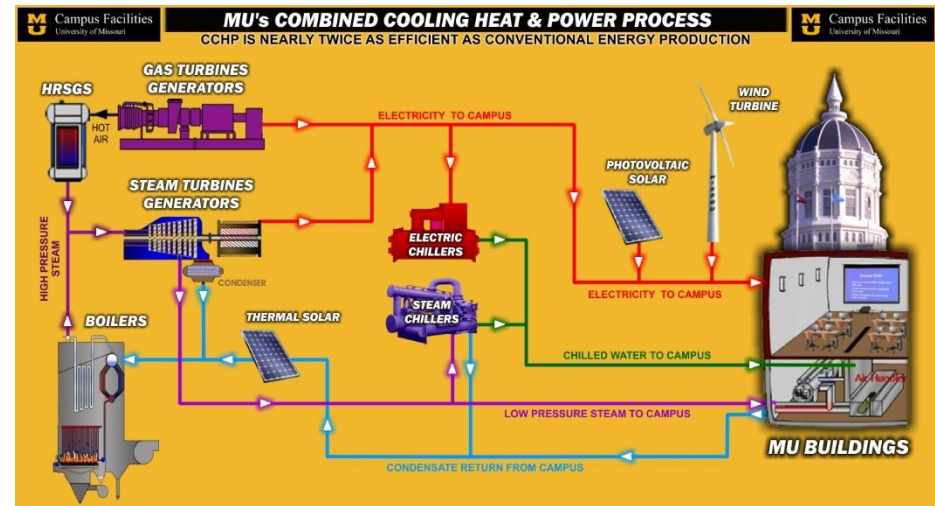 MU Campus Facilities
University of Missouri
MU's COMBINED COOLING HEAT & POWER PROCESS
CCHP IS NEARLY TWICE AS EFFICIENT AS CONVENTIONAL ENERGY PRODUCTION
MU Campus Facilities
University of Missouri
HRSGS
GAS TURBINES
GENERATORS
HOT
AIR
ELECTRICITY TO CAMPUS
WIND
TURBINE
PHOTOVOLTAIC
SOLAR
STEAM TURBINES
GENERATORS
HIGH PRESSURE
STEAM
CONDENSER
ELECTRIC
CHILLERS
STEAM
CHILLERS
ELECTRICITY TO CAMPUS
BOILERS
THERMAL SOLAR
CHILLED WATER TO CAMPUS
Air Handler
LOW PRESSURE STEAM TO CAMPUS
CONDENSATE RETURN FROM CAMPUS
MU BUILDINGS